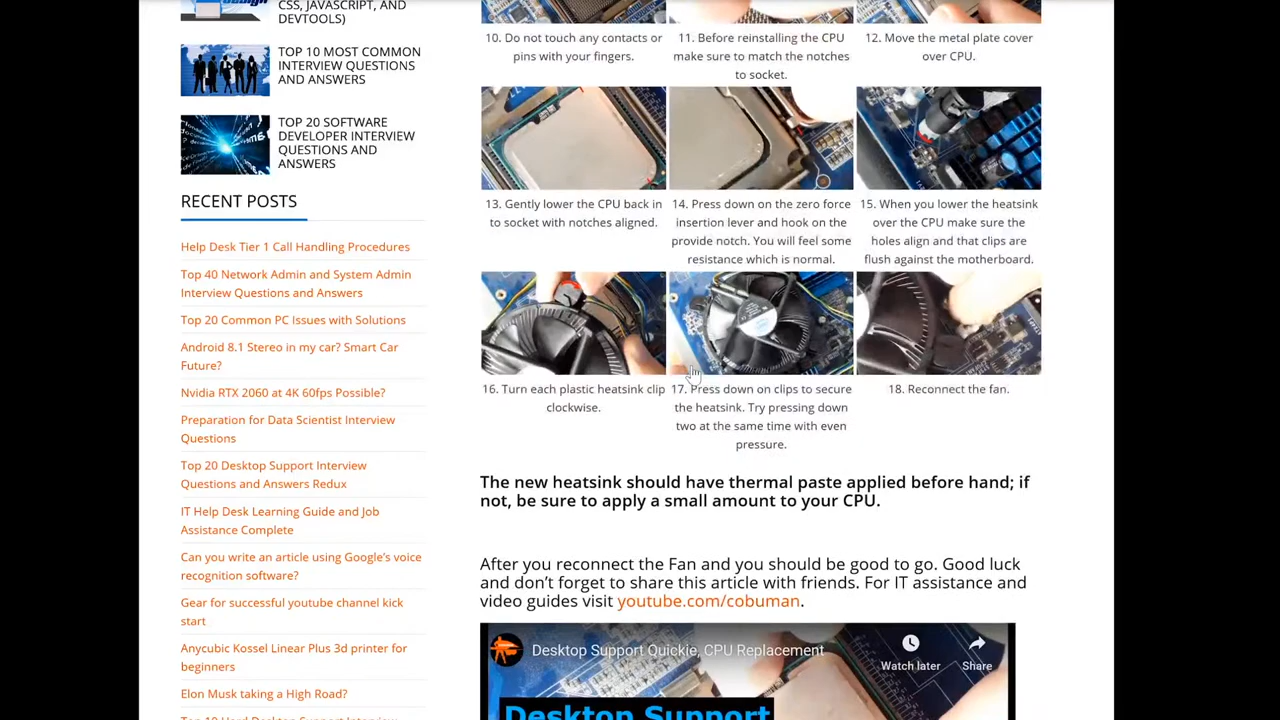 CSS, JAVASCRIPT, AND
DEVTOOLS)
TOP 10 MOST COMMON
INTERVIEW QUESTIONS
AND ANSWERS
TOP 20 SOFTWARE
DEVELOPER INTERVIEW
QUESTIONS AND
ANSWERS
RECENT POSTS
Help Desk Tier 1 Call Handling Procedures
Top 40 Network Admin and System Admin
Interview Questions and Answers
Top 20 Common PC Issues with Solutions
Android 8.1 Stereo in my car? Smart Car
Future?
Nvidia RTX 2060 at 4K 60fps Possible?
Preparation for Data Scientist Interview
Questions
Top 20 Desktop Support Interview
Questions and Answers Redux
IT Help Desk Learning Guide and Job
Assistance Complete
Can you write an article using Google's voice
recognition software?
Gear for successful youtube channel kick
start
Anycubic Kossel Linear Plus 3d printer for
beginners
Elon Musk taking a High Road?
10. Do not touch any contacts or
pins with your fingers.
11. Before reinstalling the CPU
make sure to match the notches
to socket.
12. Move the metal plate cover
over CPU.
13. Gently lower the CPU back in
to socket with notches aligned.
14. Press down on the zero force
insertion lever and hook on the
provide notch. You will feel some
resistance which is normal.
15. When you lower the heatsink
over the CPU make sure the
holes align and that clips are
flush against the motherboard.
16. Turn each plastic heatsink clip
clockwise.
17. Press down on clips to secure
the heatsink. Try pressing down
two at the same time with even
pressure.
18. Reconnect the fan.
The new heatsink should have thermal paste applied before hand; if
not, be sure to apply a small amount to your CPU.
After you reconnect the Fan and you should be good to go. Good luck
and don't forget to share this article with friends. For IT assistance and
video guides visit youtube.com/cobuman.
Desktop Support Quickie, CPU Replacement
Watch later
Share
Desktop Support